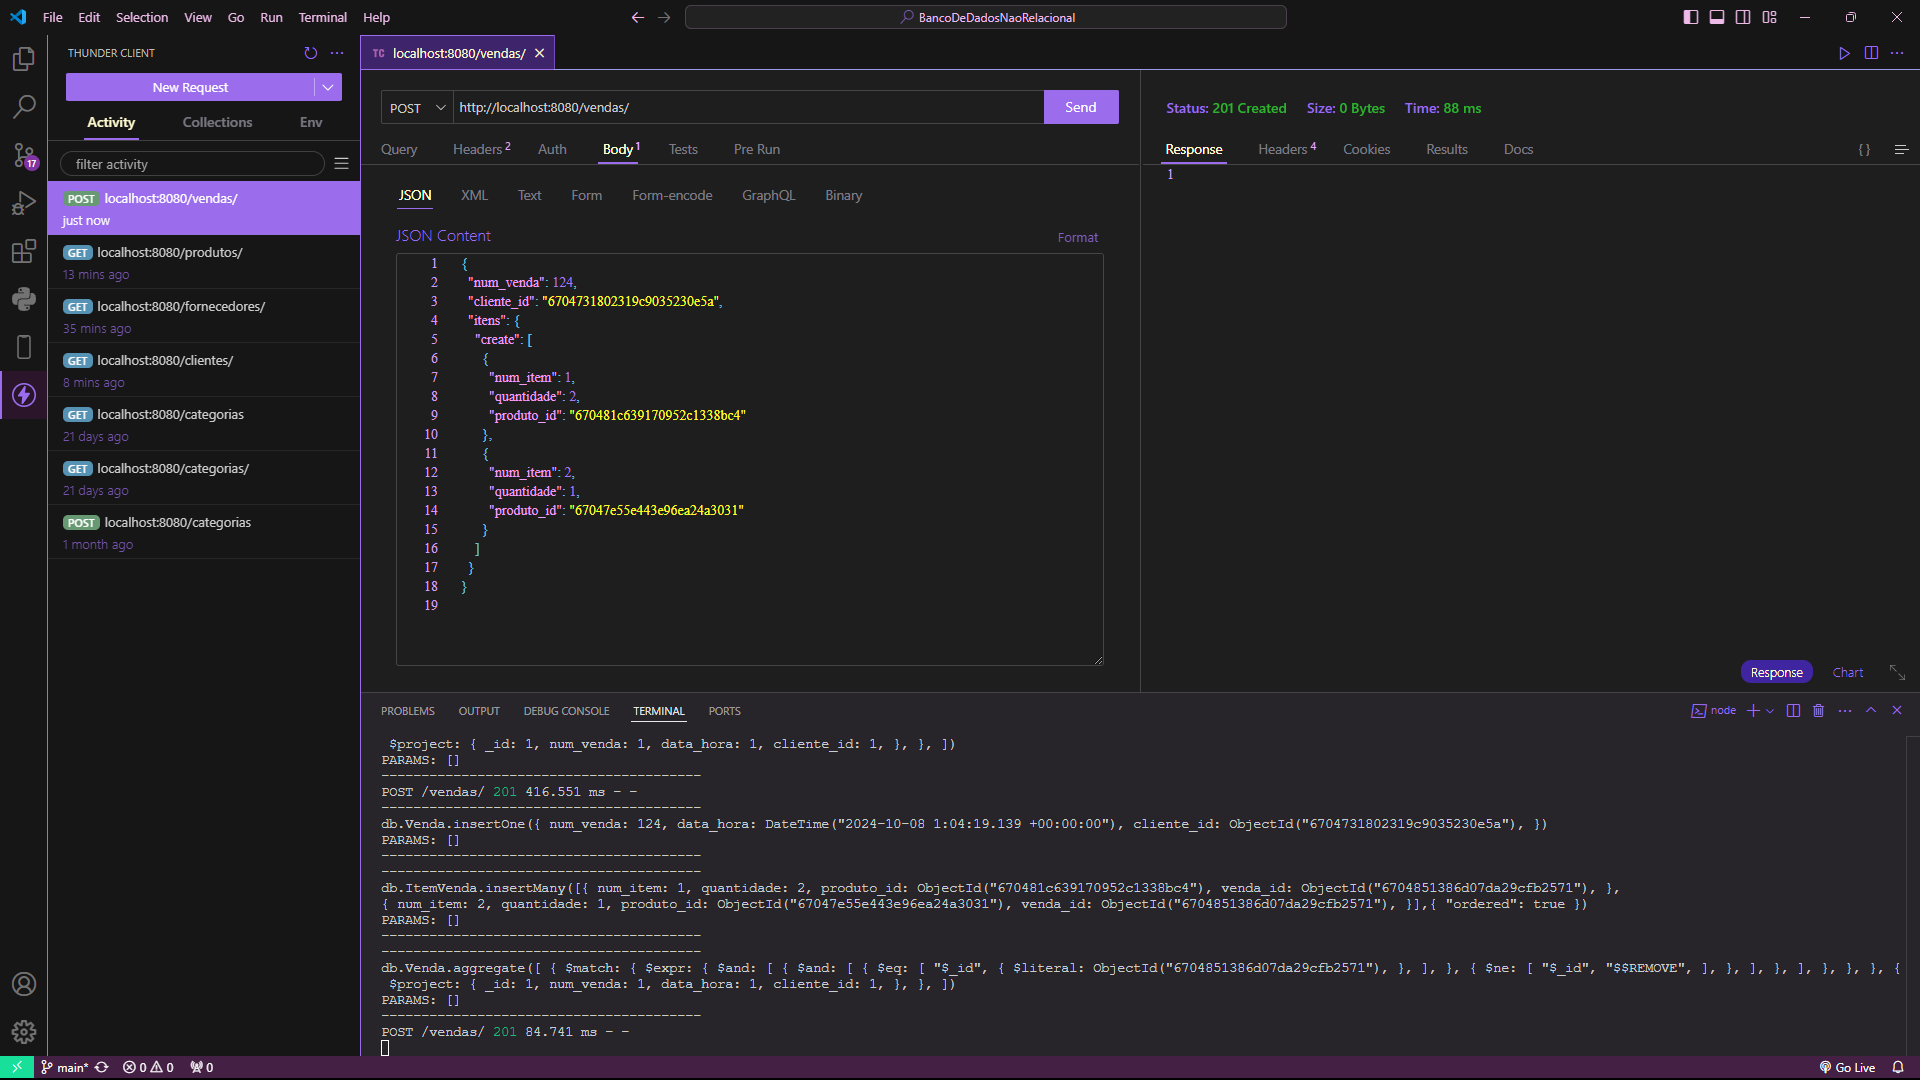 File Edit Selection View Go Run Terminal Help
BancoDeDadosNaoRelacional
THUNDER CLIENT
New Request
Activity Collections Env
filter activity
17
POST localhost:8080/vendas/
just now
GET localhost:8080/produtos/
13 mins ago
GET localhost:8080/fornecedores/
35 mins ago
GET localhost:8080/clientes/
8 mins ago
GET localhost:8080/categorias
21 days ago
GET localhost:8080/categorias/
21 days ago
POST localhost:8080/categorias
1 month ago
TC localhost:8080/vendas/
POST http://localhost:8080/vendas/ Send
Query Headers 2 Auth Body 1 Tests Pre Run
JSON XML Text Form Form-encode GraphQL Binary
JSON Content
Format
1 {
2 "num_venda": 124,
3 "cliente_id": "6704731802319c9035230e5a",
4 "itens": {
5 "create": [
6 {
7 "num_item": 1,
8 "quantidade": 2,
9 "produto_id": "670481c639170952c1338bc4"
10 },
11 {
12 "num_item": 2,
13 "quantidade": 1,
14 "produto_id": "67047e55e443e96ea24a3031"
15 }
16 ]
17 }
18 }
19
Status: 201 Created Size: 0 Bytes Time: 88 ms
Response Headers 4 Cookies Results Docs { }
1
Response Chart
PROBLEMS OUTPUT DEBUG CONSOLE TERMINAL PORTS
node
$project: { _id: 1, num_venda: 1, data_hora: 1, cliente_id: 1, }, }, ])
PARAMS: []
----------------------------------------
POST /vendas/ 201 416.551 ms - -
----------------------------------------
db.Venda.insertOne({ num_venda: 124, data_hora: DateTime("2024-10-08 1:04:19.139 +00:00:00"), cliente_id: ObjectId("6704731802319c9035230e5a"), })
PARAMS: []
----------------------------------------
----------------------------------------
db.ItemVenda.insertMany([{ num_item: 1, quantidade: 2, produto_id: ObjectId("670481c639170952c1338bc4"), venda_id: ObjectId("6704851386d07da29cfb2571"), },
{ num_item: 2, quantidade: 1, produto_id: ObjectId("67047e55e443e96ea24a3031"), venda_id: ObjectId("6704851386d07da29cfb2571"), }],{ "ordered": true })
PARAMS: []
----------------------------------------
----------------------------------------
db.Venda.aggregate([ { $match: { $expr: { $and: [ { $and: [ { $eq: [ "$_id", { $literal: ObjectId("6704851386d07da29cfb2571"), }, ], }, { $ne: [ "$_id", "$$REMOVE", ], }, ], }, ], }, }, }, {
$project: { _id: 1, num_venda: 1, data_hora: 1, cliente_id: 1, }, }, ])
PARAMS: []
----------------------------------------
POST /vendas/ 201 84.741 ms - -
main* 0 0 0
Go Live